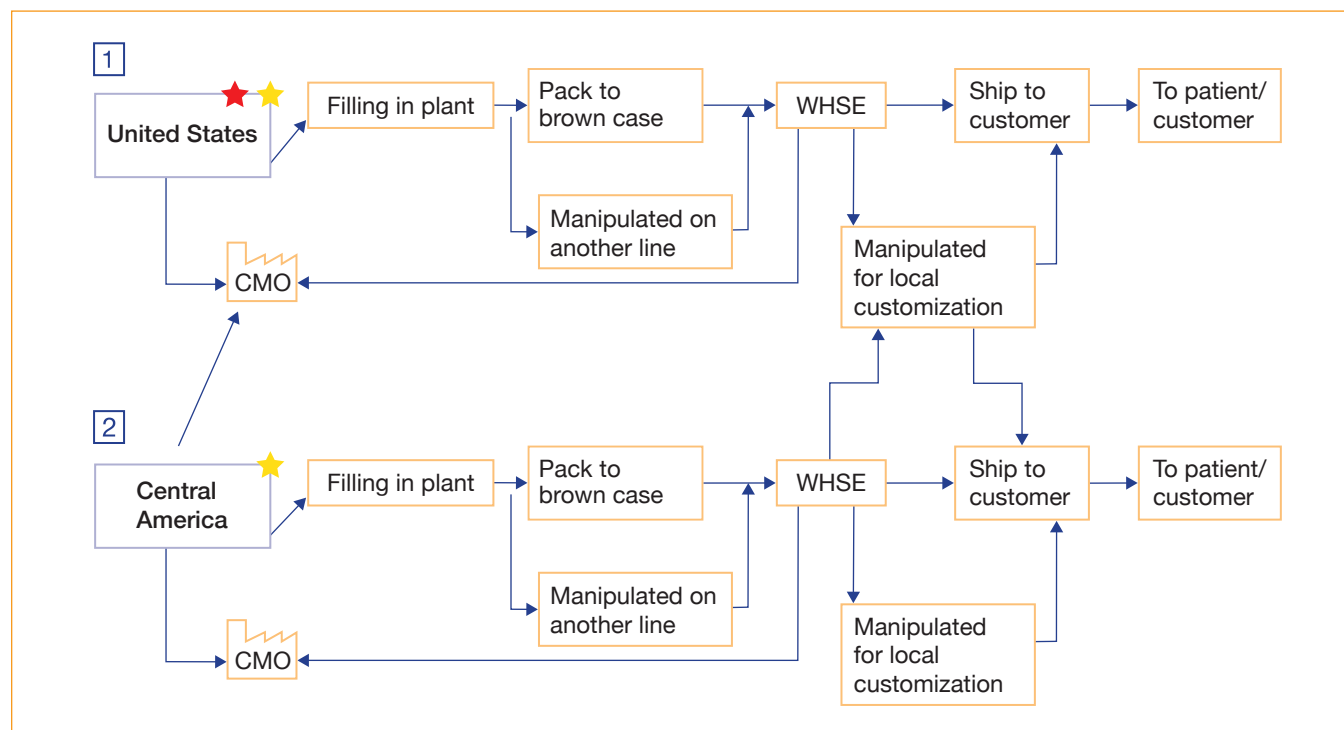 1
United States
Filling in plant
Pack to
brown case
WHSE
Ship to
customer
To patient/
customer
Manipulated on
another line
Manipulated
for local
customization
CMO
2
Central
America
Filling in plant
Pack to
brown case
WHSE
Ship to
customer
To patient/
customer
Manipulated on
another line
Manipulated
for local
customization
CMO